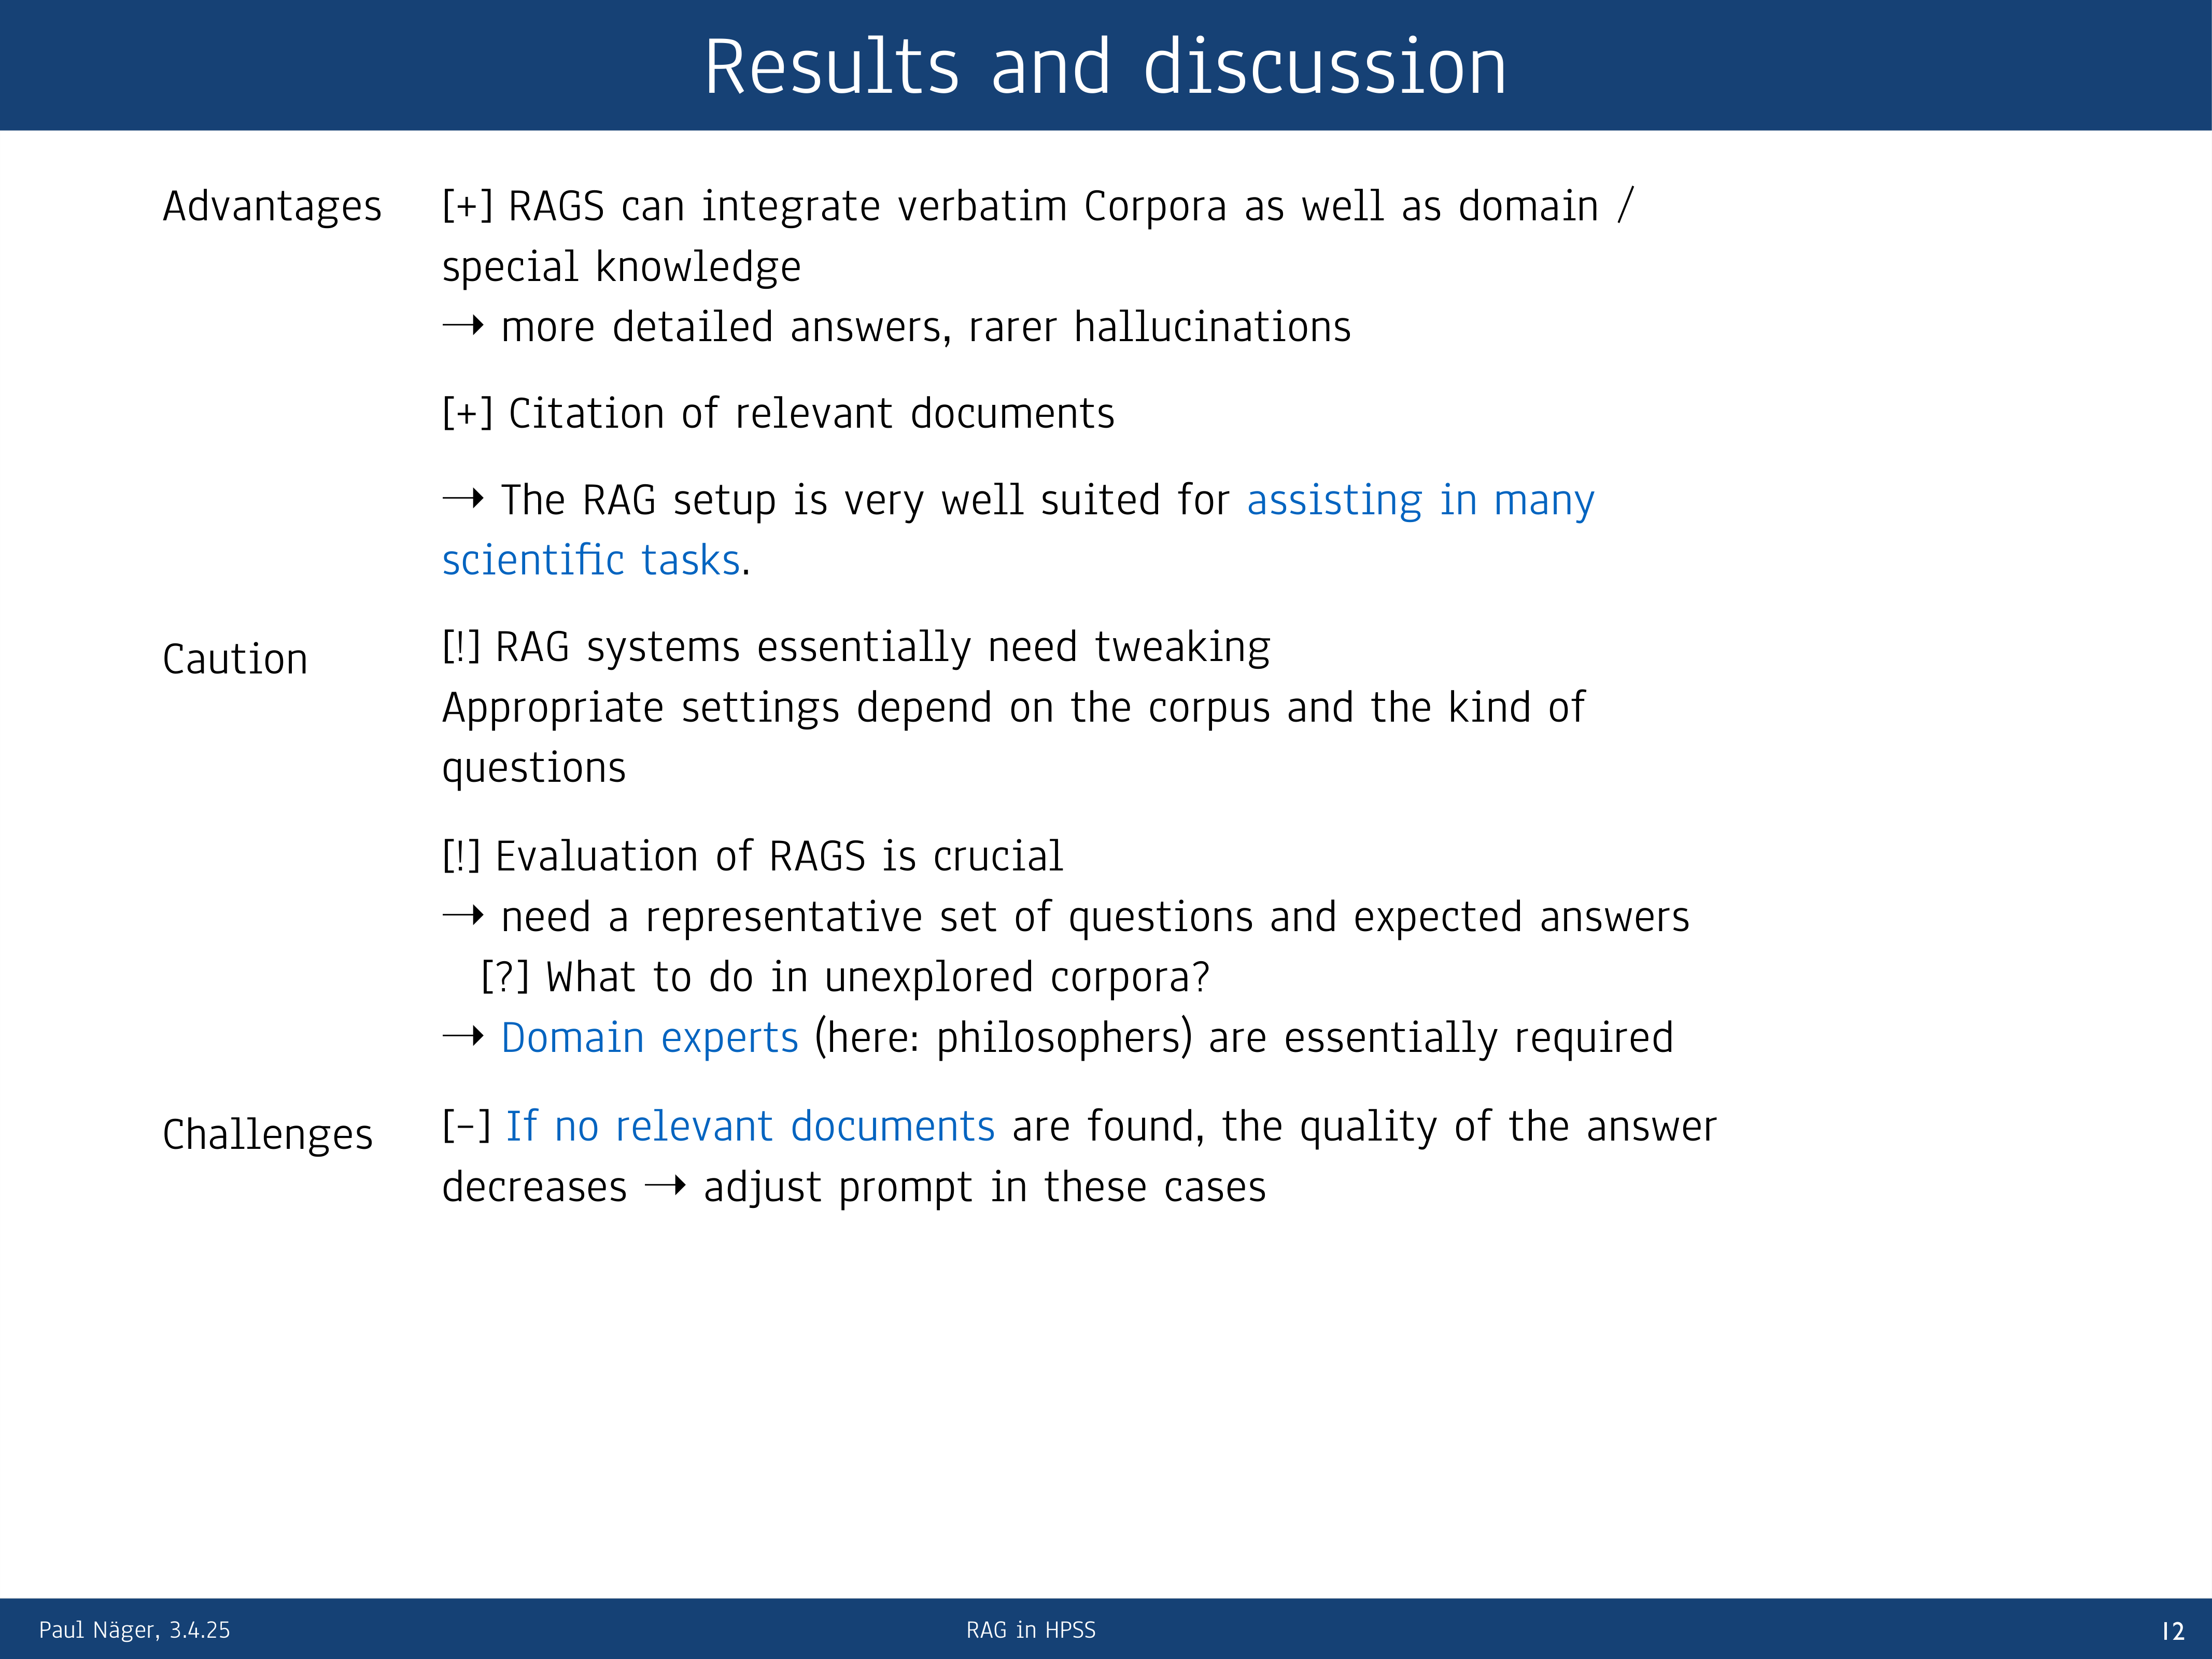 Results and discussion
Advantages
[+] RAGS can integrate verbatim Corpora as well as domain /
special knowledge
→ more detailed answers, rarer hallucinations
[+] Citation of relevant documents
→ The RAG setup is very well suited for assisting in many
scientific tasks.
Caution
[!] RAG systems essentially need tweaking
Appropriate settings depend on the corpus and the kind of
questions
[!] Evaluation of RAGS is crucial
→ need a representative set of questions and expected answers
[?] What to do in unexplored corpora?
→ Domain experts (here: philosophers) are essentially required
Challenges
[–] If no relevant documents are found, the quality of the answer
decreases → adjust prompt in these cases
Paul Näger, 3.4.25
RAG in HPSS
12